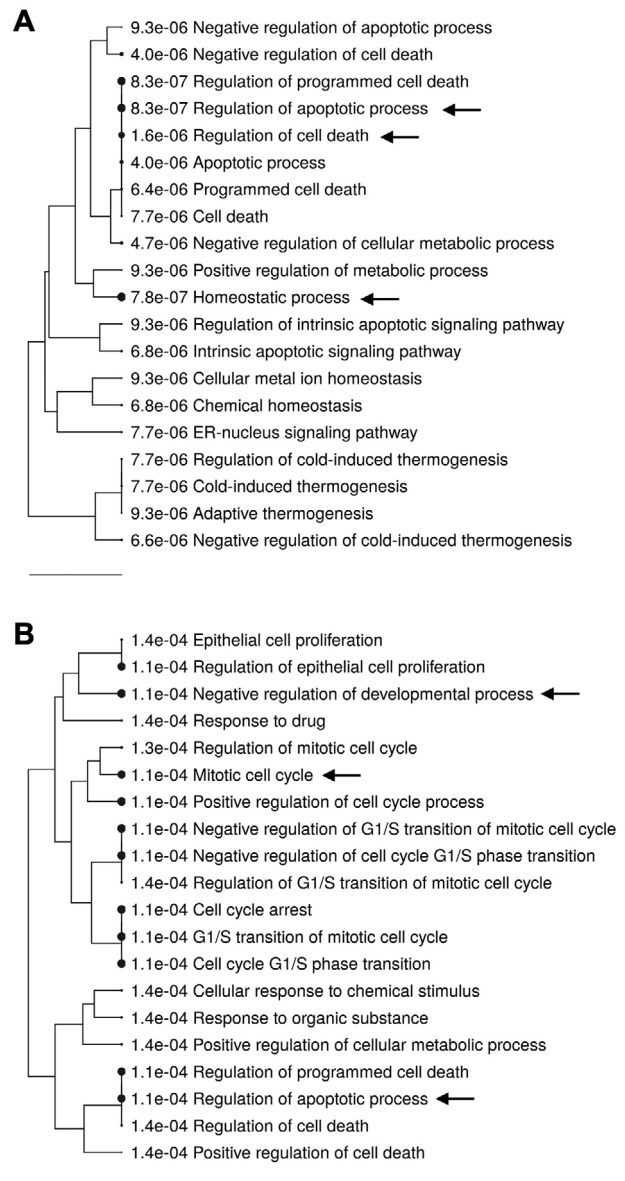 A
9.3e-06 Negative regulation of apoptotic process
4.0e-06 Negative regulation of cell death
8.3e-07 Regulation of programmed cell death
8.3e-07 Regulation of apoptotic process
1.6e-06 Regulation of cell death
4.0e-06 Apoptotic process
6.4e-06 Programmed cell death
7.7e-06 Cell death
4.7e-06 Negative regulation of cellular metabolic process
9.3e-06 Positive regulation of metabolic process
7.8e-07 Homeostatic process
9.3e-06 Regulation of intrinsic apoptotic signaling pathway
6.8e-06 Intrinsic apoptotic signaling pathway
9.3e-06 Cellular metal ion homeostasis
6.8e-06 Chemical homeostasis
7.7e-06 ER-nucleus signaling pathway
7.7e-06 Regulation of cold-induced thermogenesis
7.7e-06 Cold-induced thermogenesis
9.3e-06 Adaptive thermogenesis
6.6e-06 Negative regulation of cold-induced thermogenesis
B
1.4e-04 Epithelial cell proliferation
1.1e-04 Regulation of epithelial cell proliferation
1.1e-04 Negative regulation of developmental process
1.4e-04 Response to drug
1.3e-04 Regulation of mitotic cell cycle
1.1e-04 Mitotic cell cycle
1.1e-04 Positive regulation of cell cycle process
1.1e-04 Negative regulation of G1/S transition of mitotic cell cycle
1.1e-04 Negative regulation of cell cycle G1/S phase transition
1.4e-04 Regulation of G1/S transition of mitotic cell cycle
1.1e-04 Cell cycle arrest
1.1e-04 G1/S transition of mitotic cell cycle
1.1e-04 Cell cycle G1/S phase transition
1.4e-04 Cellular response to chemical stimulus
1.4e-04 Response to organic substance
1.4e-04 Positive regulation of cellular metabolic process
1.1e-04 Regulation of programmed cell death
1.1e-04 Regulation of apoptotic process
1.4e-04 Regulation of cell death
1.4e-04 Positive regulation of cell death